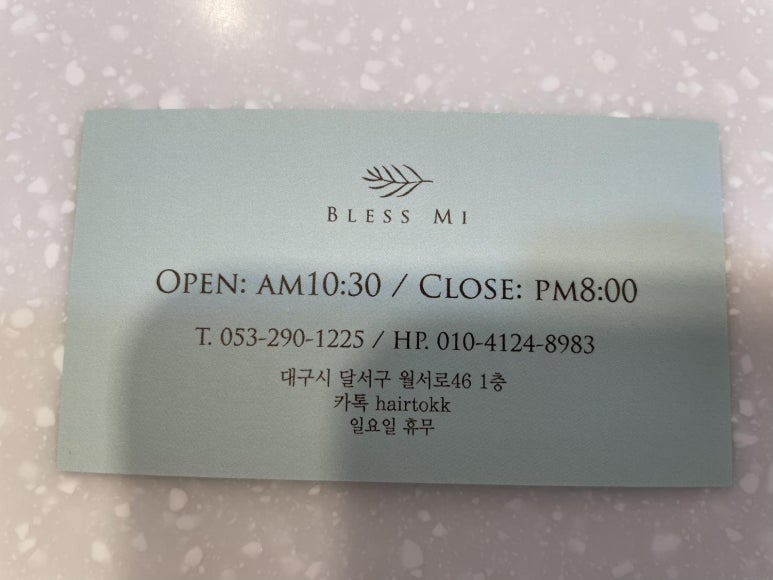 BLESS MI
OPEN: AM10:30 / CLOSE: PM8:00
T. 053-290-1225 / HP. 010-4124-8983
대구시 달서구 월서로46 1층
카톡 hairtokk
일요일 휴무